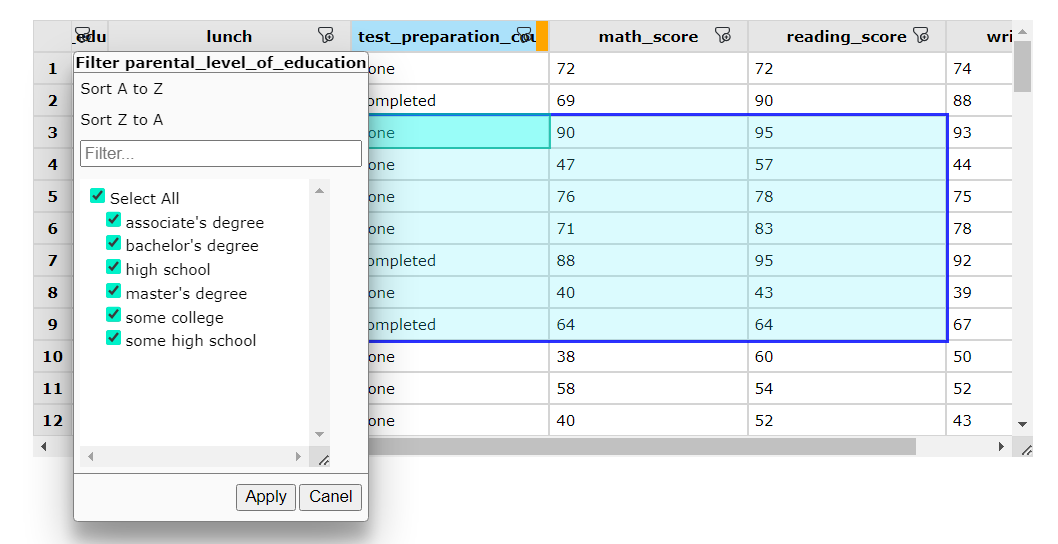 _edu lunch test_preparation_cou math_score reading_score wri
Filter parental_level_of_education
Sort A to Z
Sort Z to A
Filter...
Select All
associate's degree
bachelor's degree
high school
master's degree
some college
some high school
Apply Canel
1 one 72 72 74
2 ompleted 69 90 88
3 one 90 95 93
4 one 47 57 44
5 one 76 78 75
6 one 71 83 78
7 ompleted 88 95 92
8 one 40 43 39
9 ompleted 64 64 67
10 one 38 60 50
11 one 58 54 52
12 one 40 52 43